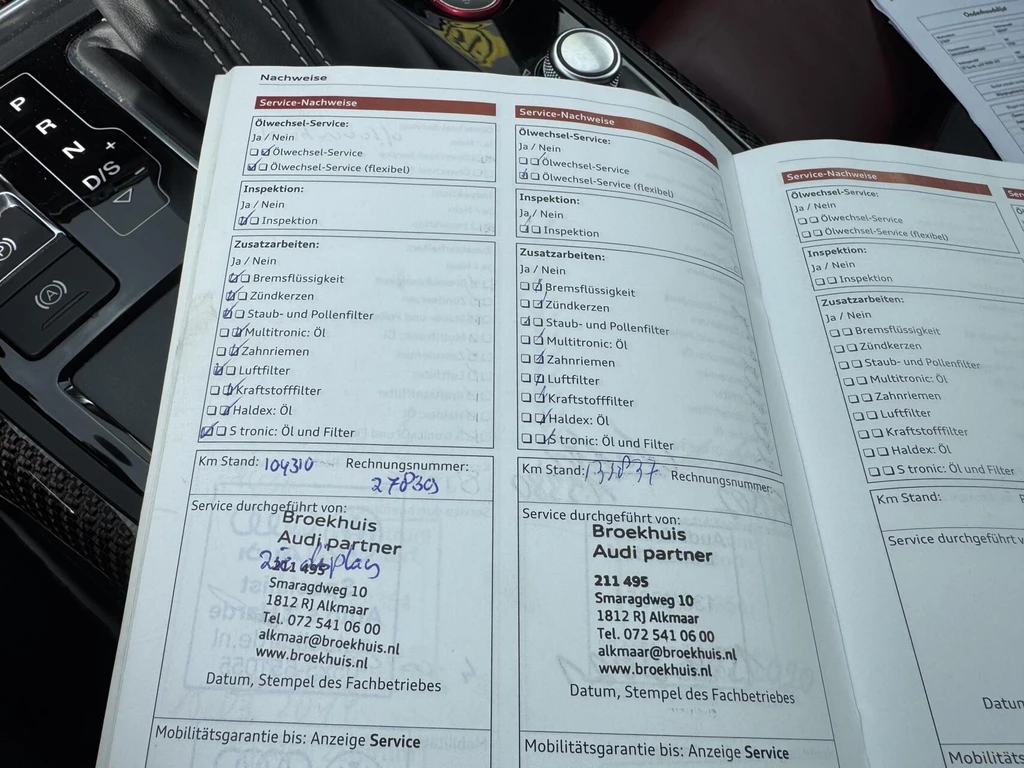 P
R
N
D/S
+
−
A
Nachweise
Service-Nachweise
Ölwechsel-Service:
Ja / Nein
Ölwechsel-Service
Ölwechsel-Service (flexibel)
Inspektion:
Ja / Nein
Inspektion
Zusatzarbeiten:
Ja / Nein
Bremsflüssigkeit
Zündkerzen
Staub- und Pollenfilter
Multitronic: Öl
Zahnriemen
Luftfilter
Kraftstofffilter
Haldex: Öl
S tronic: Öl und Filter
Km Stand: 104310 Rechnungsnummer:
Service durchgeführt von:
Broekhuis
Audi partner
211 495
Smaragdweg 10
1812 RJ Alkmaar
Tel. 072 541 06 00
alkmaar@broekhuis.nl
www.broekhuis.nl
Datum, Stempel des Fachbetriebes
Mobilitätsgarantie bis: Anzeige Service
Service-Nachweise
Ölwechsel-Service:
Ja / Nein
Ölwechsel-Service
Ölwechsel-Service (flexibel)
Inspektion:
Ja / Nein
Inspektion
Zusatzarbeiten:
Ja / Nein
Bremsflüssigkeit
Zündkerzen
Staub- und Pollenfilter
Multitronic: Öl
Zahnriemen
Luftfilter
Kraftstofffilter
Haldex: Öl
S tronic: Öl und Filter
Km Stand: Rechnungsnummer:
Service durchgeführt von:
Broekhuis
Audi partner
211 495
Smaragdweg 10
1812 RJ Alkmaar
Tel. 072 541 06 00
alkmaar@broekhuis.nl
www.broekhuis.nl
Datum, Stempel des Fachbetriebes
Mobilitätsgarantie bis: Anzeige Service
Service-Nachweise
Ölwechsel-Service:
Ja / Nein
Ölwechsel-Service
Ölwechsel-Service (flexibel)
Inspektion:
Ja / Nein
Inspektion
Zusatzarbeiten:
Ja / Nein
Bremsflüssigkeit
Zündkerzen
Staub- und Pollenfilter
Multitronic: Öl
Zahnriemen
Luftfilter
Kraftstofffilter
Haldex: Öl
S tronic: Öl und Filter
Km Stand:
Service durchgeführt